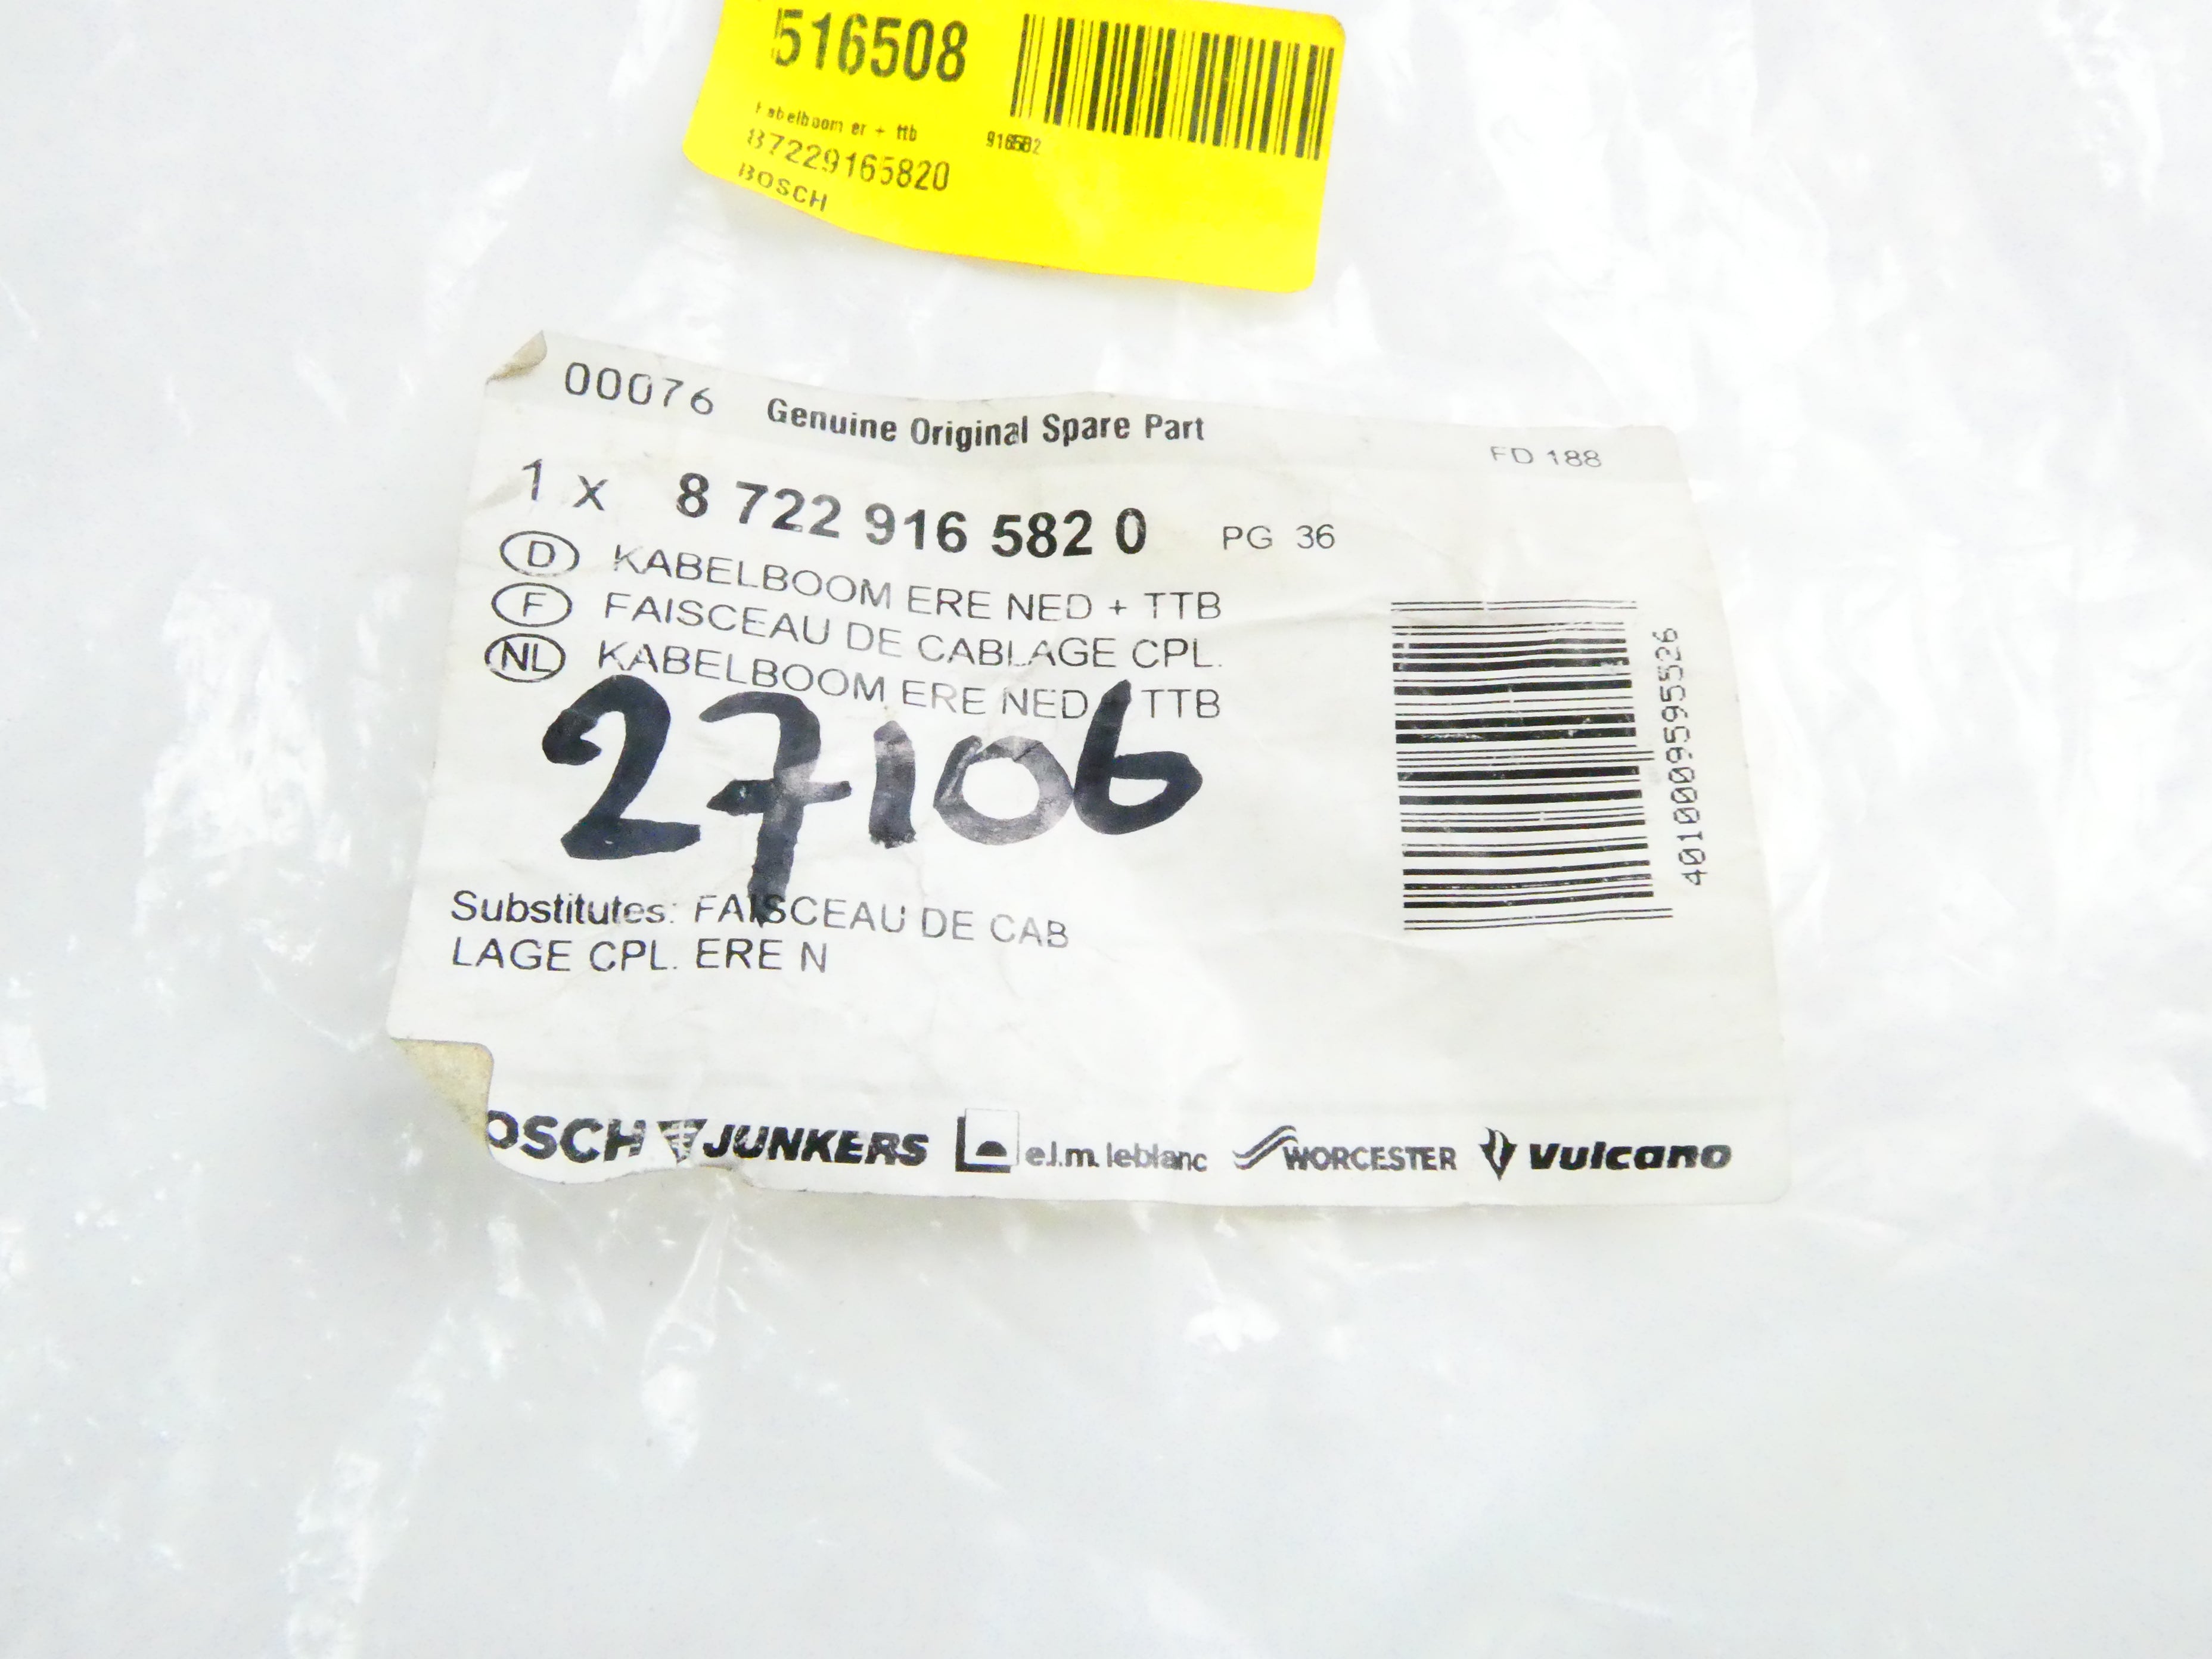 516508
Kabelboom er + ttb
87229165820
BOSCH
00076 Genuine Original Spare Part
FD 188
1 x 8 722 916 582 0 PG 36
D KABELBOOM ERE NED + TTB
F FAISCEAU DE CABLAGE CPL.
NL KABELBOOM ERE NED TTB
27106
4010009595526
Substitutes: FAISCEAU DE CAB
LAGE CPL. ERE N
OSCH JUNKERS e.l.m. leblanc WORCESTER Vulcano